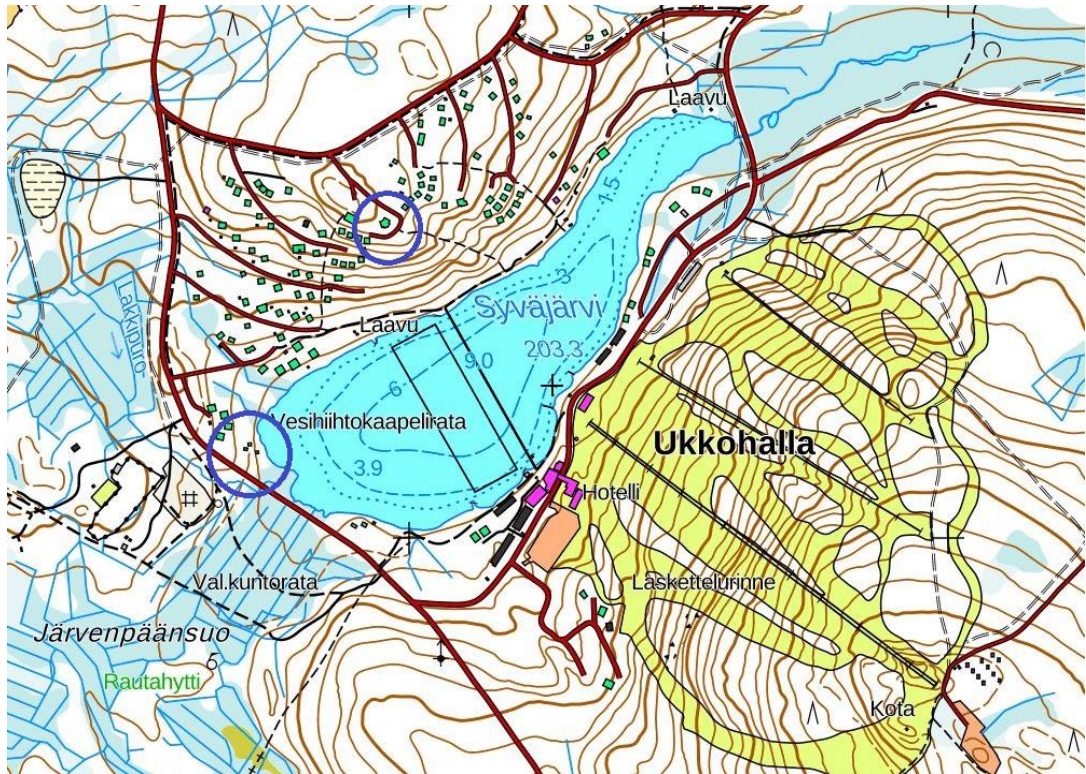 Laavu
1.5
3
Syväjärvi
Laavu
203.3
9.0
6
Lakkipuro-
Vesihiihtokaapelirata
Ukkohalla
3.9
Hotelli
Val.kuntorata
Laskettelurinne
Järvenpäänsuo
Rautahytti
Kota